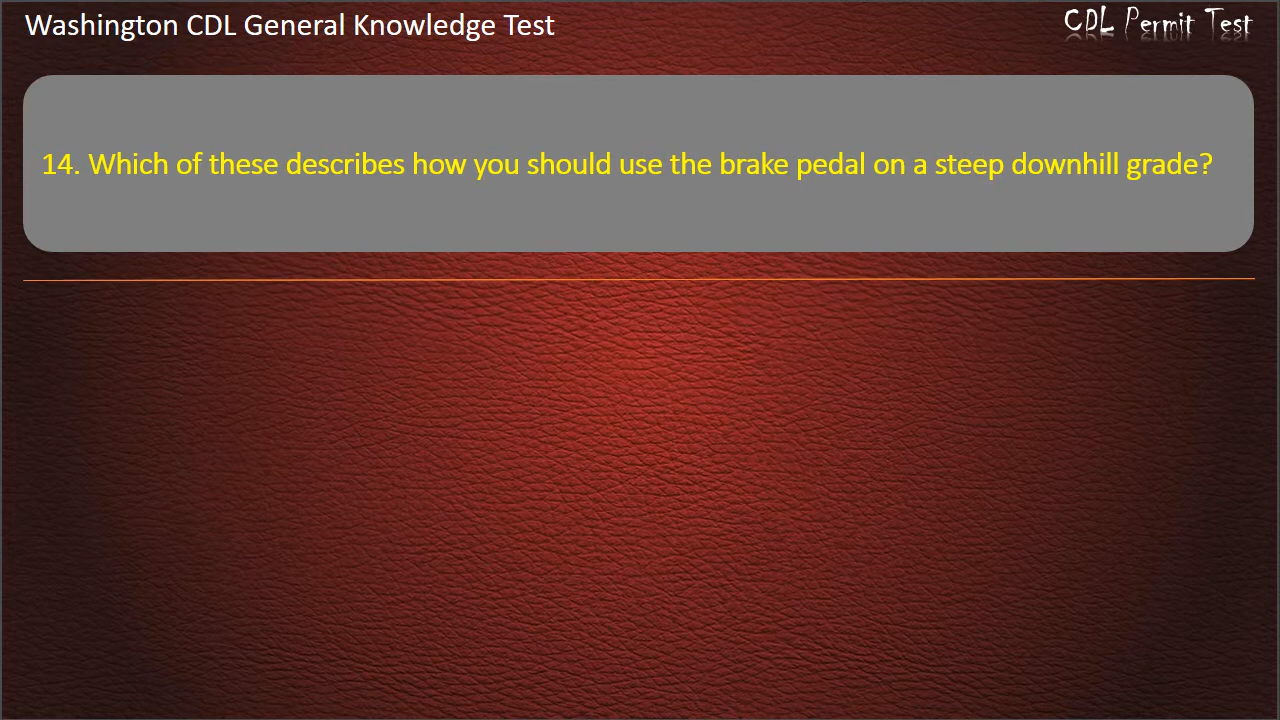 Washington CDL General Knowledge Test
CDL Permit Test
14. Which of these describes how you should use the brake pedal on a steep downhill grade?